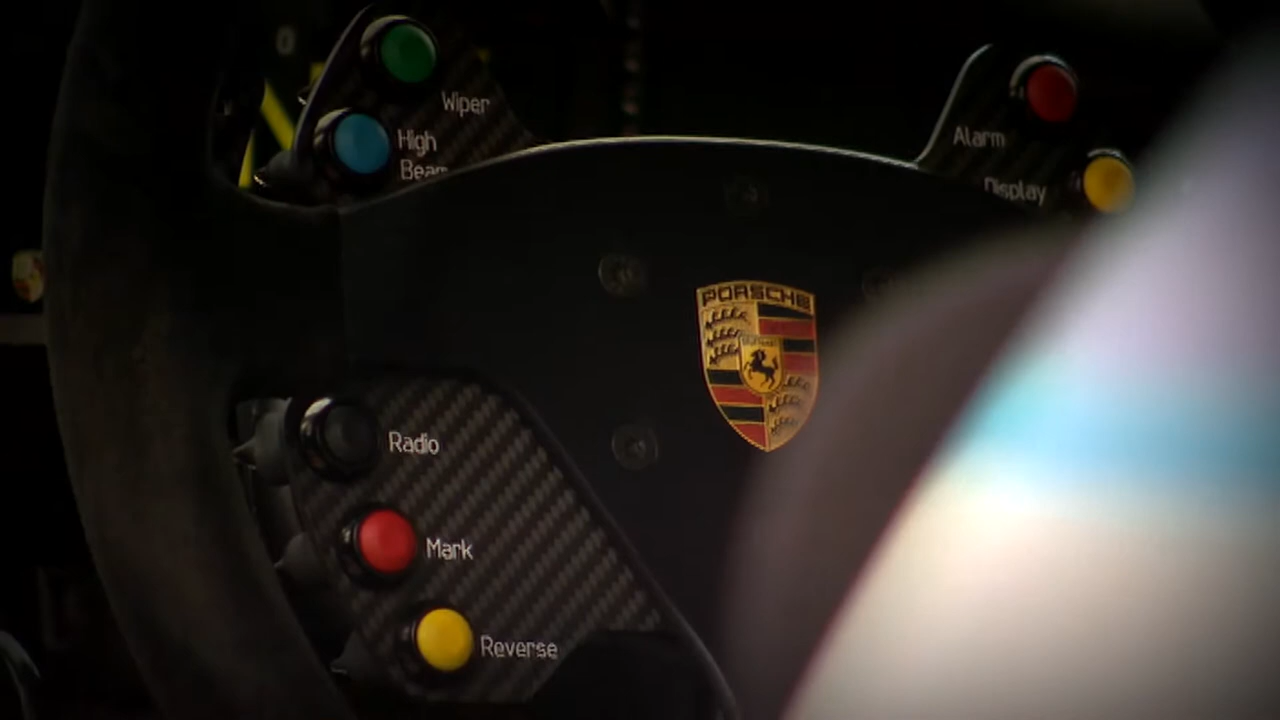 Wiper
High
Beam
Alarm
Display
PORSCHE
Radio
Mark
Reverse